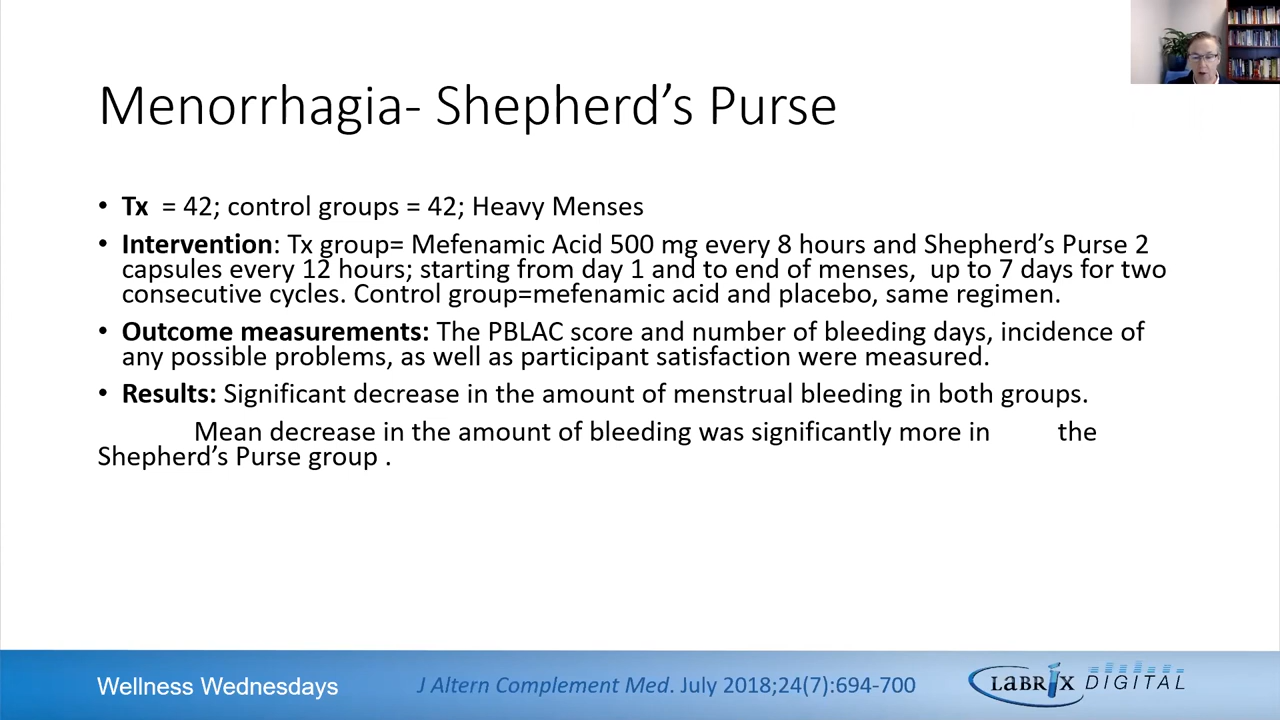 Menorrhagia- Shepherd's Purse
• Tx = 42; control groups = 42; Heavy Menses
• Intervention: Tx group= Mefenamic Acid 500 mg every 8 hours and Shepherd's Purse 2
capsules every 12 hours; starting from day 1 and to end of menses, up to 7 days for two
consecutive cycles. Control group=mefenamic acid and placebo, same regimen.
• Outcome measurements: The PBLAC score and number of bleeding days, incidence of
any possible problems, as well as participant satisfaction were measured.
• Results: Significant decrease in the amount of menstrual bleeding in both groups.
Mean decrease in the amount of bleeding was significantly more in the
Shepherd's Purse group .
Wellness Wednesdays
J Altern Complement Med. July 2018;24(7):694-700
LABRIX DIGITAL